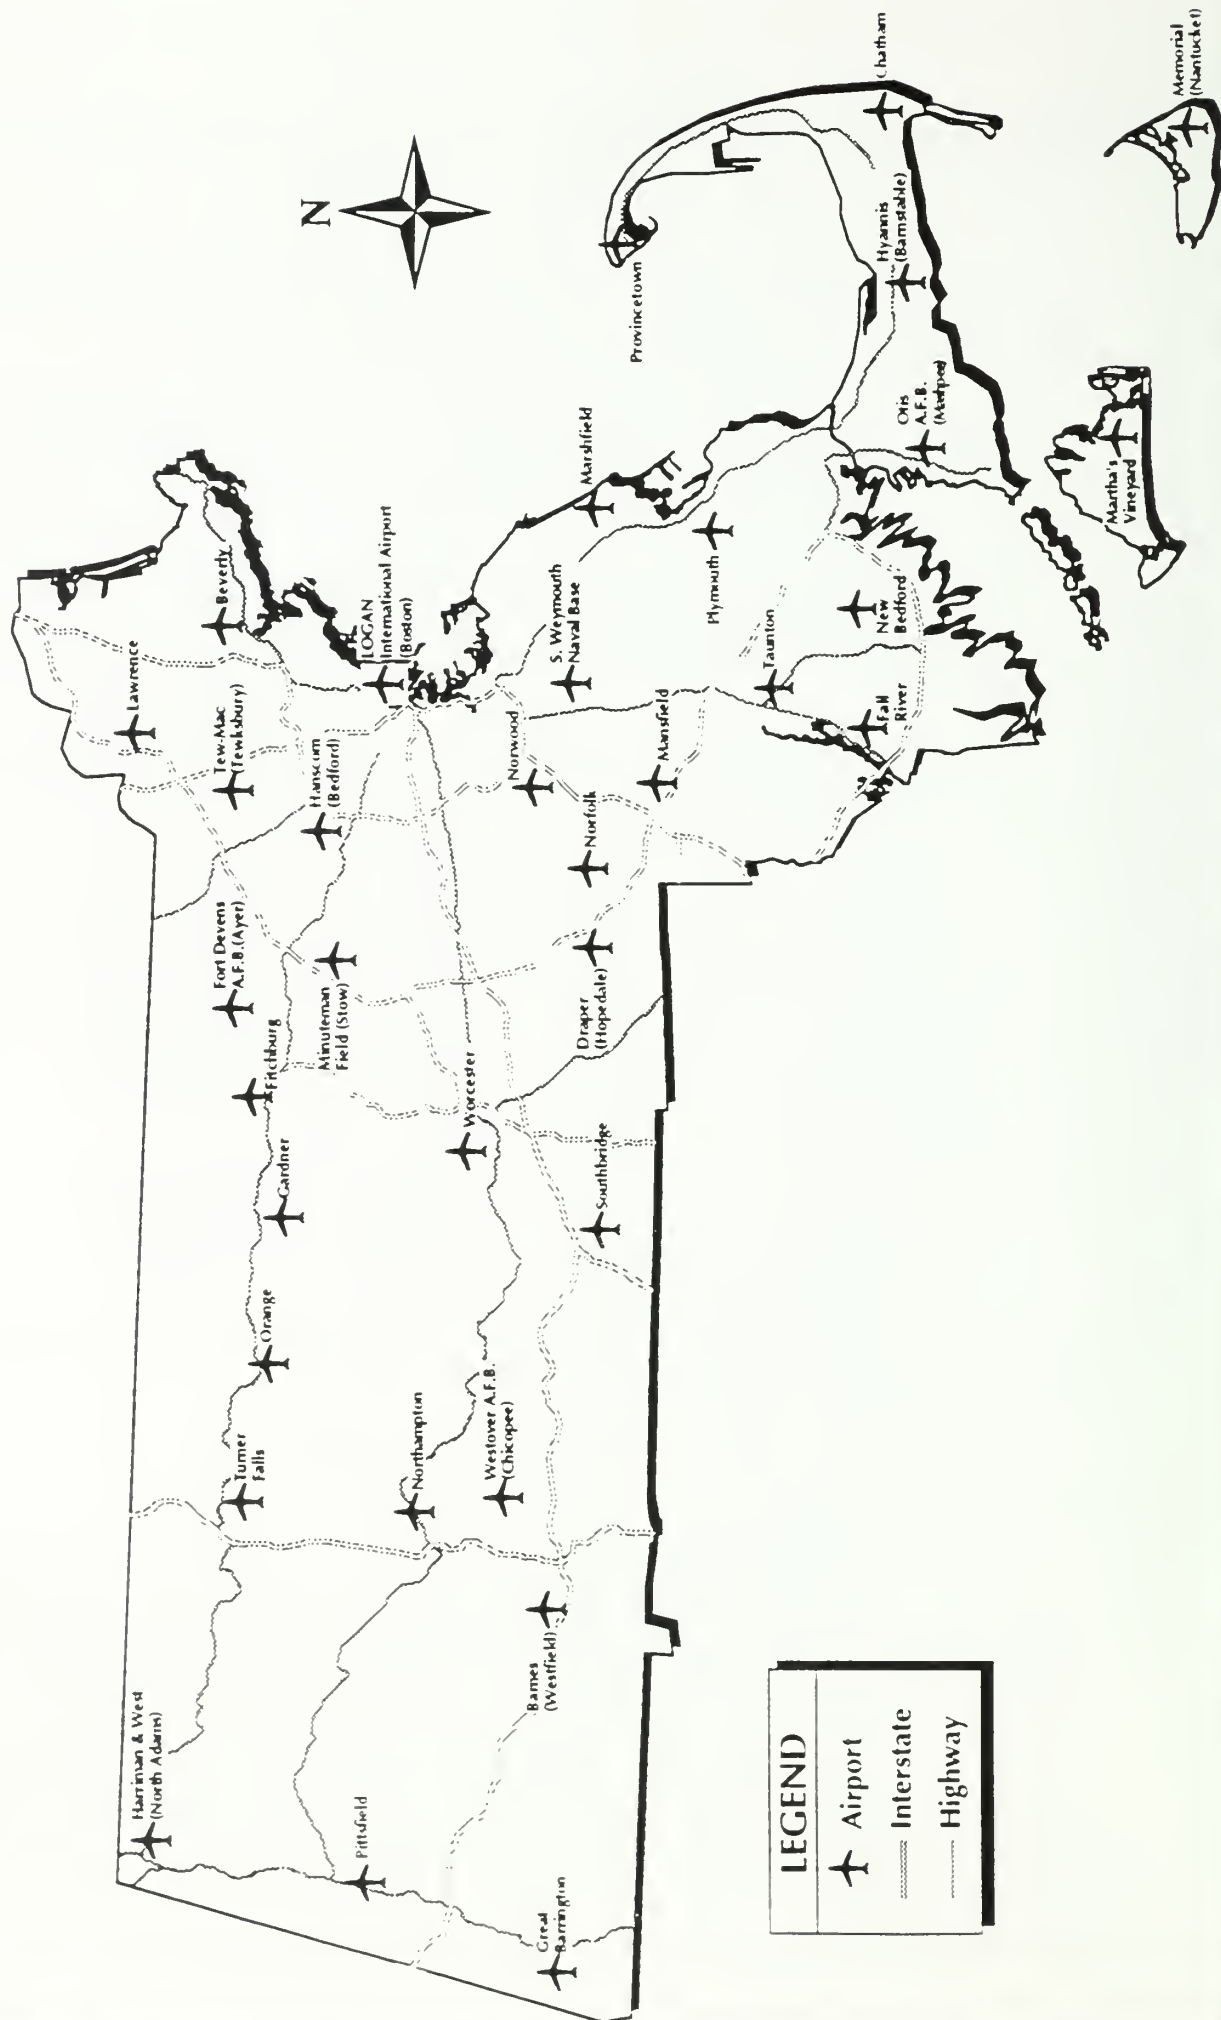 N
Harriman & West
(North Adams)
Pittsfield
Great
Barrington
Barnes
(Westfield)
Turner
Falls
Northampton
Westover A.F.B.
(Chicopee)
Orange
Gardner
Fitchburg
Fort Devens
A.F.B.(Ayer)
Minuteman
Field (Stow)
Worcester
Southbridge
Draper
(Hopedale)
Lawrence
Tew-Mac
(Tewksbury)
Hanscom
(Bedford)
Beverly
LOGAN
International Airport
(Boston)
Norwood
Norfolk
Mansfield
S. Weymouth
Naval Base
Marshfield
Plymouth
Taunton
Fall
River
New
Bedford
Provincetown
Chatham
Hyannis
(Barnstable)
Otis
A.F.B.
(Mashpee)
Martha's
Vineyard
Memorial
(Nantucket)
LEGEND
Airport
Interstate
Highway